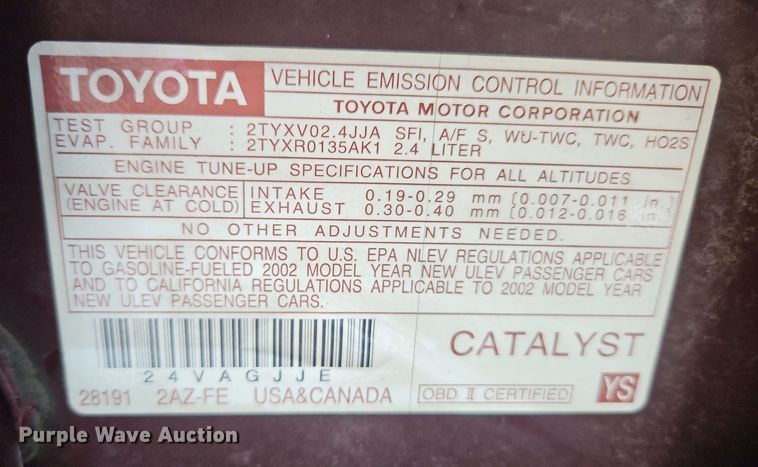 TOYOTA
VEHICLE EMISSION CONTROL INFORMATION
TOYOTA MOTOR CORPORATION
TEST GROUP : 2TYXV02.4JJA SFI, A/F S, WU-TWC, TWC, HO2S
EVAP. FAMILY : 2TYXR0135AK1 2.4 LITER
ENGINE TUNE-UP SPECIFICATIONS FOR ALL ALTITUDES
VALVE CLEARANCE INTAKE 0.19-0.29 mm [0.007-0.011 in.]
(ENGINE AT COLD) EXHAUST 0.30-0.40 mm [0.012-0.016 in.]
NO OTHER ADJUSTMENTS NEEDED.
THIS VEHICLE CONFORMS TO U.S. EPA NLEV REGULATIONS APPLICABLE
TO GASOLINE-FUELED 2002 MODEL YEAR NEW ULEV PASSENGER CARS
AND TO CALIFORNIA REGULATIONS APPLICABLE TO 2002 MODEL YEAR
NEW ULEV PASSENGER CARS.
24VAGJJE
CATALYST
28191 2AZ-FE USA&CANADA OBD II CERTIFIED YS
Purple Wave Auction